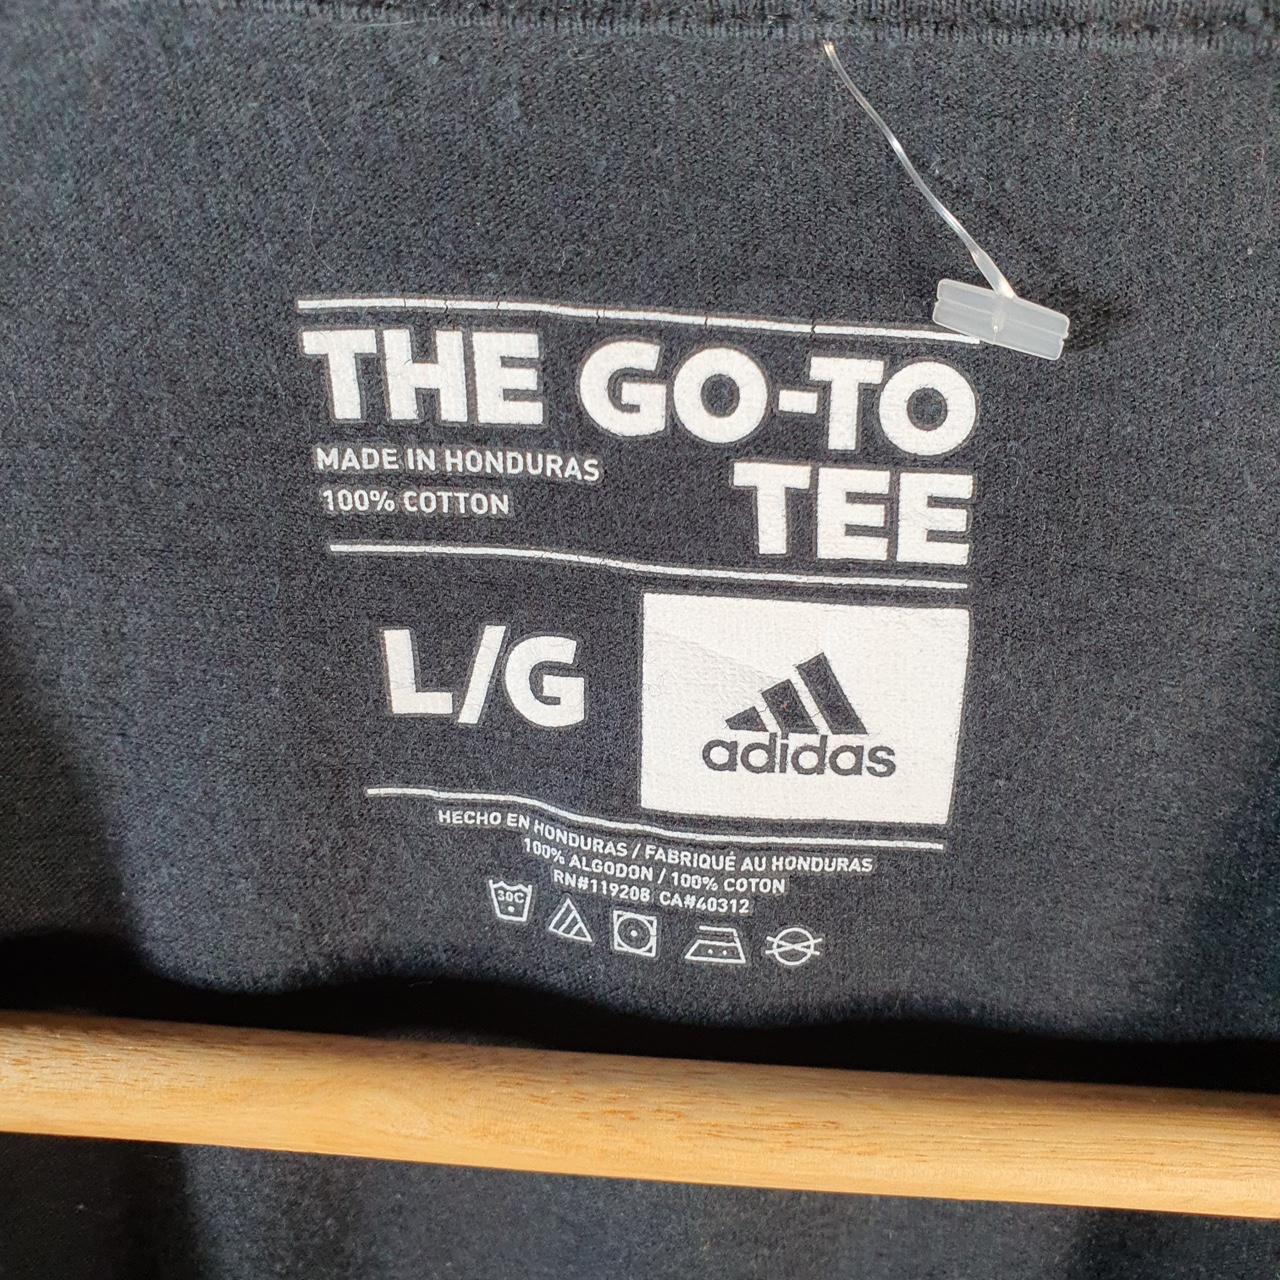 THE GO-TO
TEE
MADE IN HONDURAS
100% COTTON
L/G
adidas
HECHO EN HONDURAS / FABRIQUÉ AU HONDURAS
100% ALGODON / 100% COTON
RN#119208 CA#40312
30C